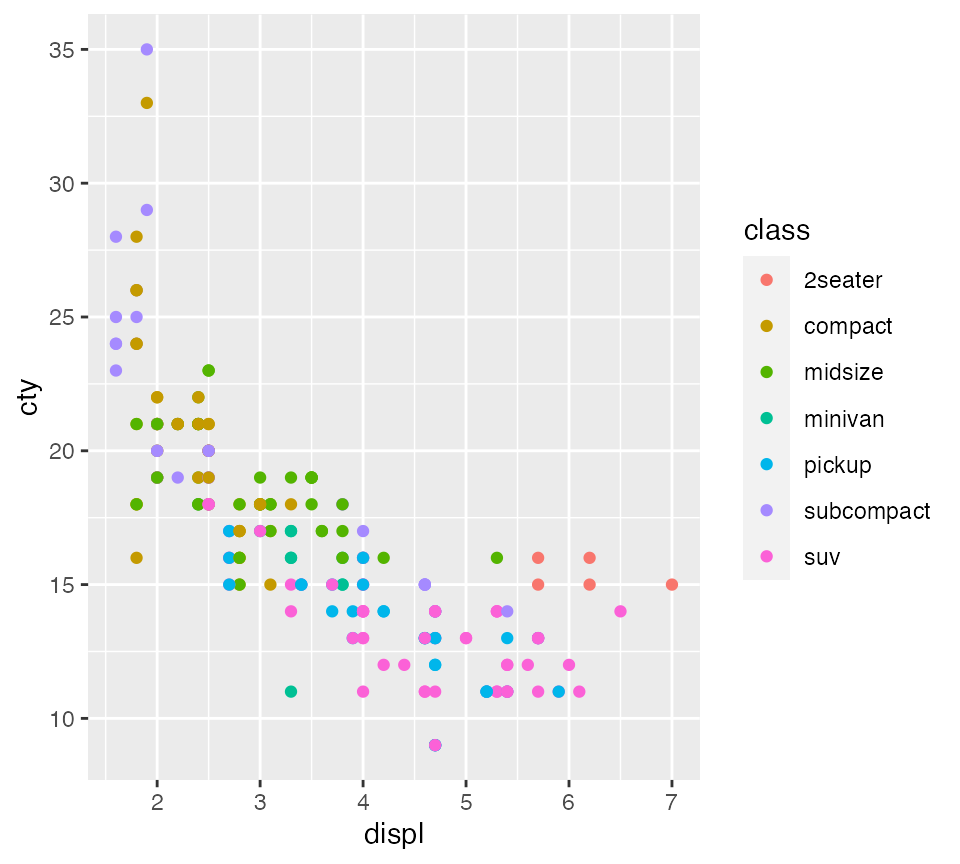 35
30
25
20
15
10
cty
2 3 4 5 6 7
displ
class
2seater
compact
midsize
minivan
pickup
subcompact
suv